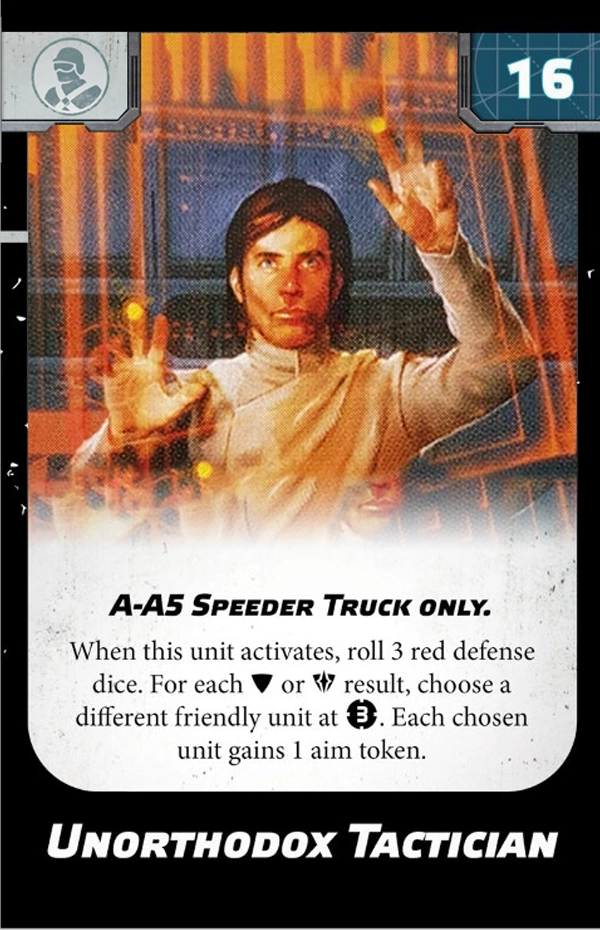 16
A-A5 Speeder Truck only.
When this unit activates, roll 3 red defense
dice. For each or result, choose a
different friendly unit at 3. Each chosen
unit gains 1 aim token.
Unorthodox Tactician